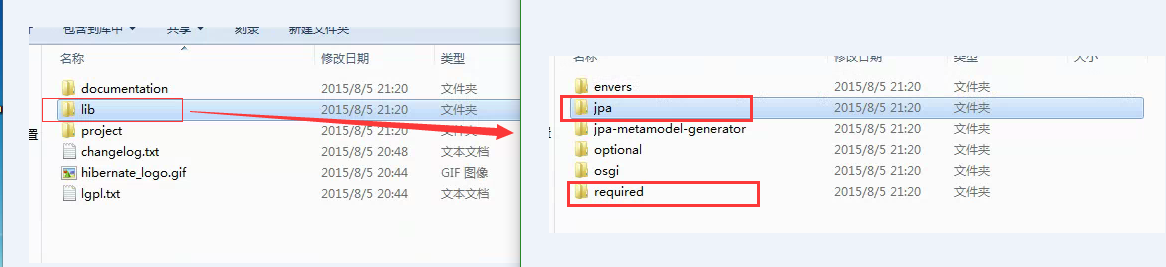 包含到库中 共享 刻录 新建文件夹
名称 修改日期 类型
documentation 2015/8/5 21:20 文件夹
lib 2015/8/5 21:20 文件夹
project 2015/8/5 21:20 文件夹
changelog.txt 2015/8/5 20:48 文本文档
hibernate_logo.gif 2015/8/5 20:44 GIF 图像
lgpl.txt 2015/8/5 20:44 文本文档
置
名称 修改日期 类型 大小
envers 2015/8/5 21:20 文件夹
jpa 2015/8/5 21:20 文件夹
jpa-metamodel-generator 2015/8/5 21:20 文件夹
optional 2015/8/5 21:20 文件夹
osgi 2015/8/5 21:20 文件夹
required 2015/8/5 21:20 文件夹